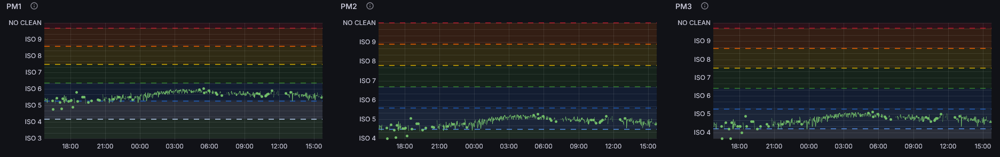 PM1
NO CLEAN
ISO 9
ISO 8
ISO 7
ISO 6
ISO 5
ISO 4
ISO 3
18:00 21:00 00:00 03:00 06:00 09:00 12:00 15:00
PM2
NO CLEAN
ISO 9
ISO 8
ISO 7
ISO 6
ISO 5
ISO 4
18:00 21:00 00:00 03:00 06:00 09:00 12:00 15:00
PM3
NO CLEAN
ISO 9
ISO 8
ISO 7
ISO 6
ISO 5
ISO 4
18:00 21:00 00:00 03:00 06:00 09:00 12:00 15:00